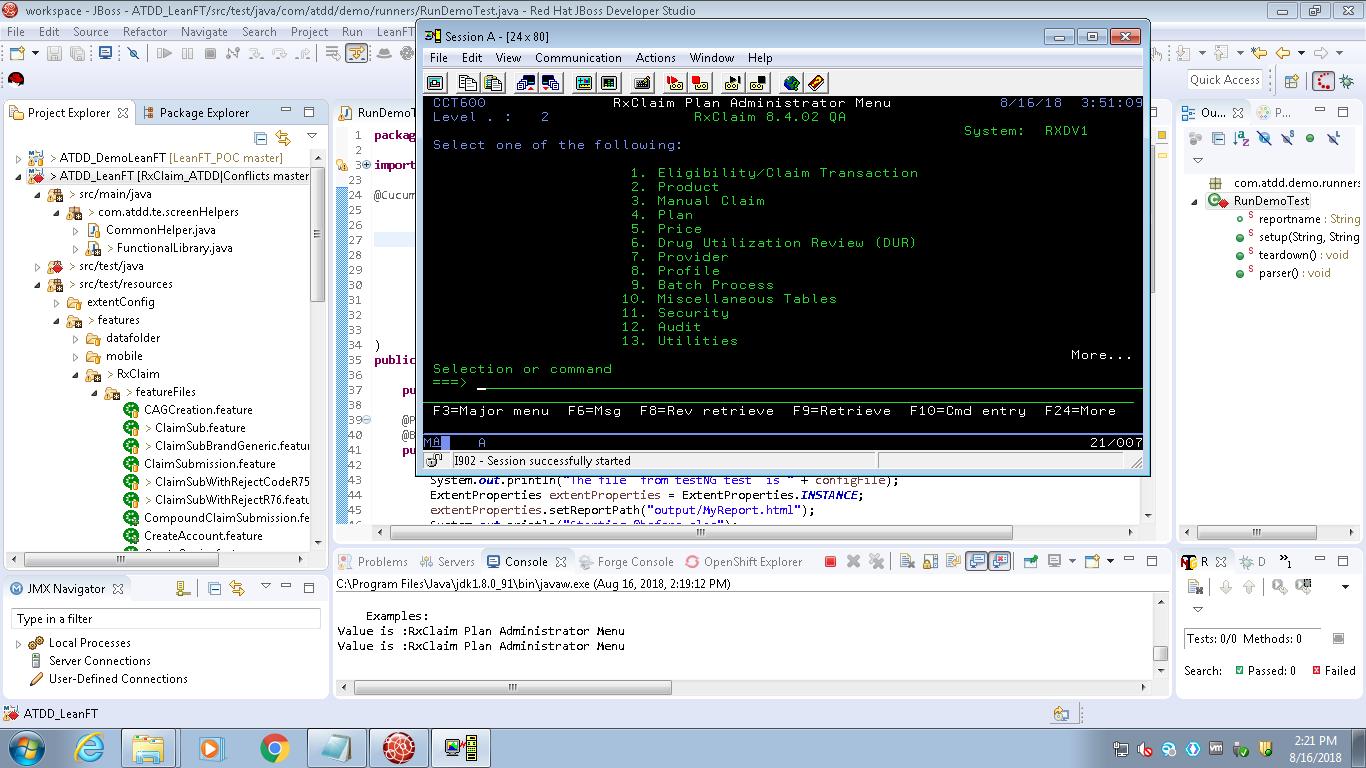 workspace - JBoss - ATDD_LeanFT/src/test/java/com/atdd/demo/runners/RunDemoTest.java - Red Hat JBoss Developer Studio
File Edit Source Refactor Navigate Search Project Run LeanFT
Quick Access
Project Explorer
Package Explorer
> ATDD_DemoLeanFT [LeanFT_POC master]
> ATDD_LeanFT [RxClaim_ATDD|Conflicts master
> src/main/java
> com.atdd.te.screenHelpers
CommonHelper.java
> FunctionalLibrary.java
> src/test/java
> src/test/resources
extentConfig
> features
datafolder
mobile
> RxClaim
> featureFiles
CAGCreation.feature
> ClaimSub.feature
> ClaimSubBrandGeneric.featur
ClaimSubmission.feature
> ClaimSubWithRejectCodeR75
> ClaimSubWithRejectR76.featu
CompoundClaimSubmission.fe
CreateAccount.feature
JMX Navigator
Type in a filter
Local Processes
Server Connections
User-Defined Connections
RunDemoT
1 packag
2
3 import
23
24 @Cucum
25
26
27
28
29
30
31
32
33
34 )
35 public
36
37 pu
38
39 @P
40 @B
41 pu
42
43 System.out.println("The file from testNG test is " + configFile);
44 ExtentProperties extentProperties = ExtentProperties.INSTANCE;
45 extentProperties.setReportPath("output/MyReport.html");
Session A - [24 x 80]
File Edit View Communication Actions Window Help
CCT600 RxClaim Plan Administrator Menu 8/16/18 3:51:09
Level . : 2 RxClaim 8.4.02 QA
System: RXDV1
Select one of the following:
1. Eligibility/Claim Transaction
2. Product
3. Manual Claim
4. Plan
5. Price
6. Drug Utilization Review (DUR)
7. Provider
8. Profile
9. Batch Process
10. Miscellaneous Tables
11. Security
12. Audit
13. Utilities
More...
Selection or command
===>
F3=Major menu F6=Msg F8=Rev retrieve F9=Retrieve F10=Cmd entry F24=More
MA A 21/007
I902 - Session successfully started
Ou...
P...
com.atdd.demo.runners
RunDemoTest
reportname : String
setup(String, String
teardown() : void
parser() : void
Problems Servers Console Forge Console OpenShift Explorer
C:\Program Files\Java\jdk1.8.0_91\bin\javaw.exe (Aug 16, 2018, 2:19:12 PM)
Examples:
Value is :RxClaim Plan Administrator Menu
Value is :RxClaim Plan Administrator Menu
R D »1
Tests: 0/0 Methods: 0
Search: Passed: 0 Failed
ATDD_LeanFT
2:21 PM
8/16/2018